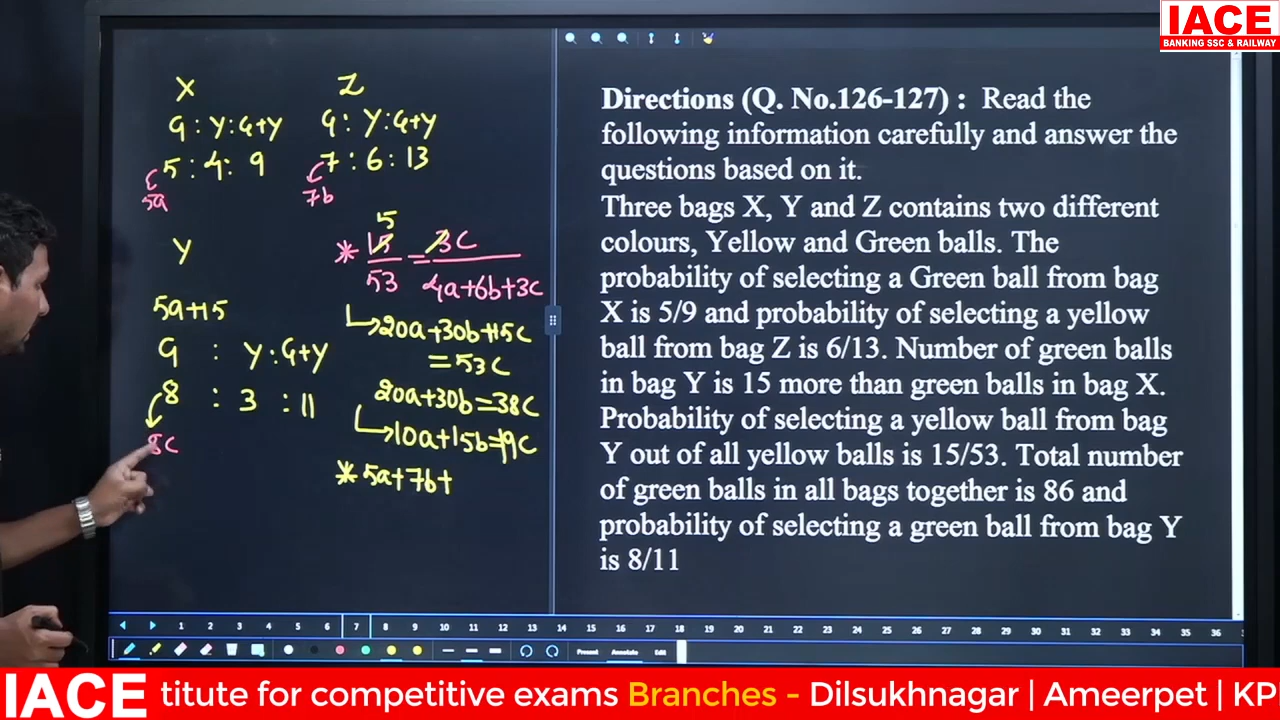 IACE
BANKING SSC & RAILWAY
X
G : Y : G+Y
5 : 4 : 9
5a
Z
G : Y : G+Y
7 : 6 : 13
7b
Y
5a+15
G : Y : G+Y
8 : 3 : 11
8C
5
* 15/53 = 3C/4a+6b+3C
20a+30b+15C
= 53C
20a+30b=38C
10a+15b=19C
* 5a+7b+
Directions (Q. No.126-127) : Read the
following information carefully and answer the
questions based on it.
Three bags X, Y and Z contains two different
colours, Yellow and Green balls. The
probability of selecting a Green ball from bag
X is 5/9 and probability of selecting a yellow
ball from bag Z is 6/13. Number of green balls
in bag Y is 15 more than green balls in bag X.
Probability of selecting a yellow ball from bag
Y out of all yellow balls is 15/53. Total number
of green balls in all bags together is 86 and
probability of selecting a green ball from bag Y
is 8/11
1 2 3 4 5 6 7 8 9 10 11 12 13 14 15 16 17 18 19 20 21 22 23 24 25 26 27 28 29 30 31 32 33 34 35 36
Present Annotate Edit
IACE titute for competitive exams Branches - Dilsukhnagar | Ameerpet | KP